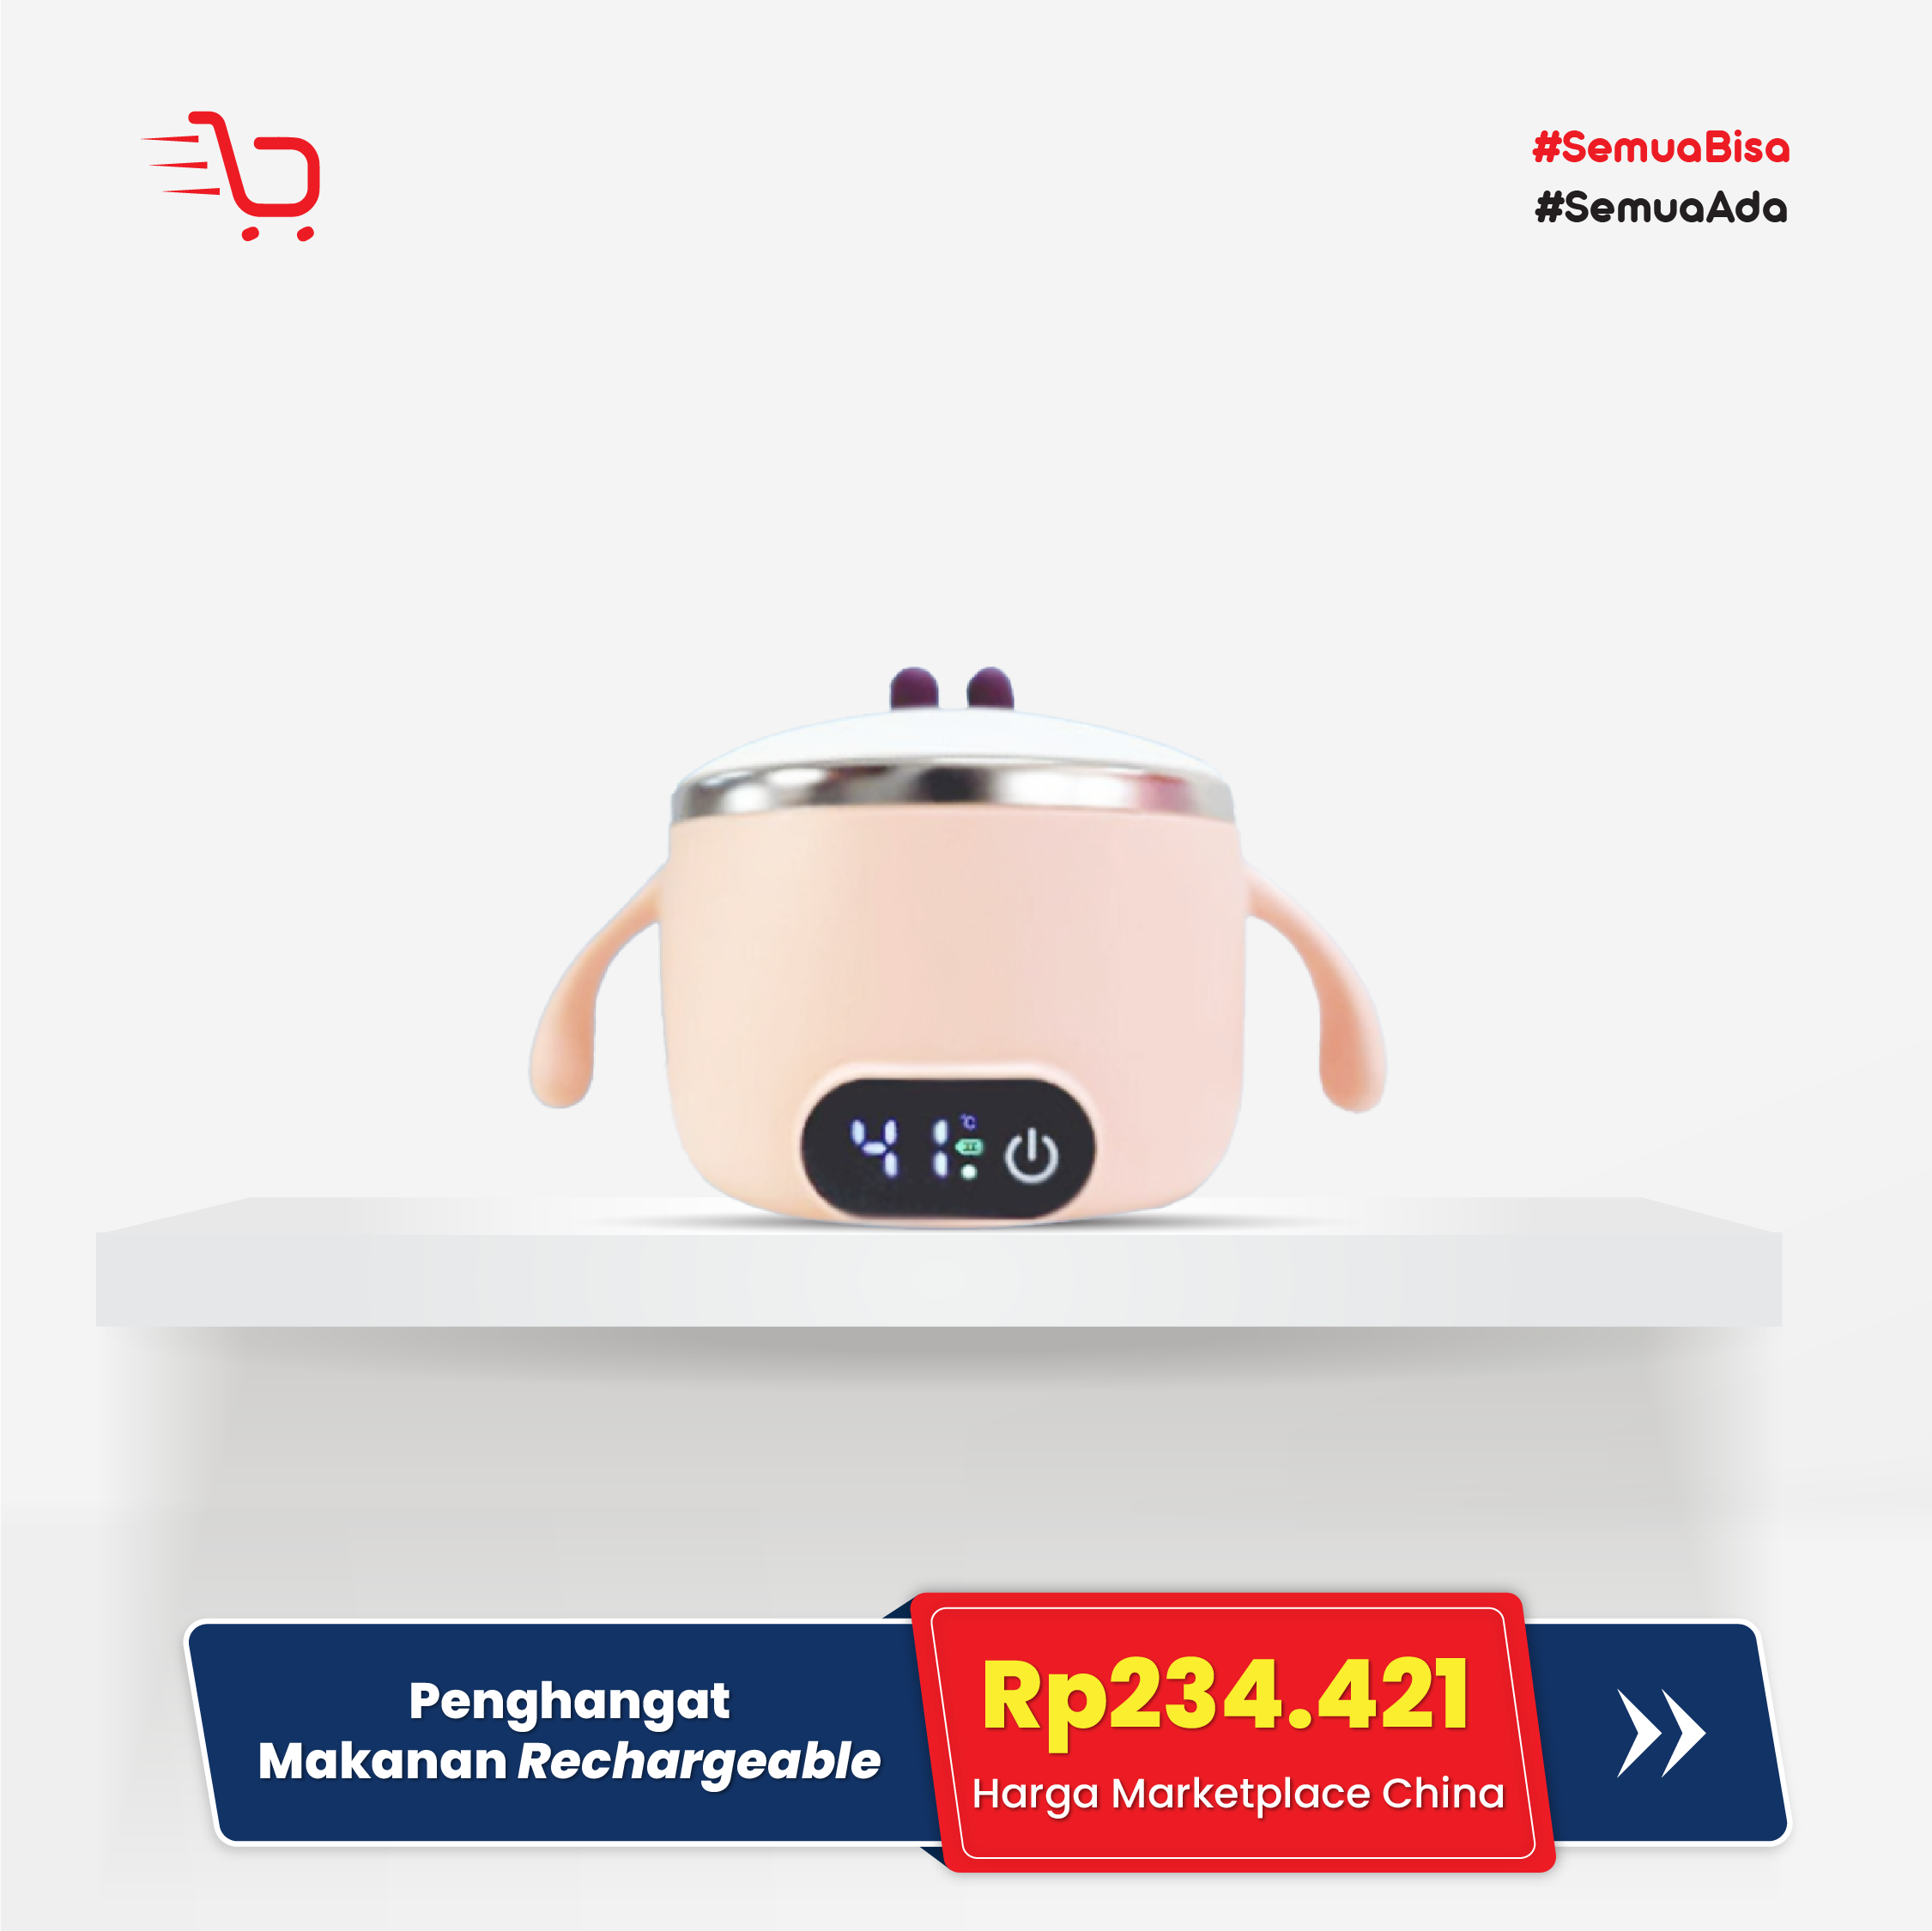 #SemuaBisa
#SemuaAda
41 °C
Penghangat
Makanan Rechargeable
Rp234.421
Harga Marketplace China